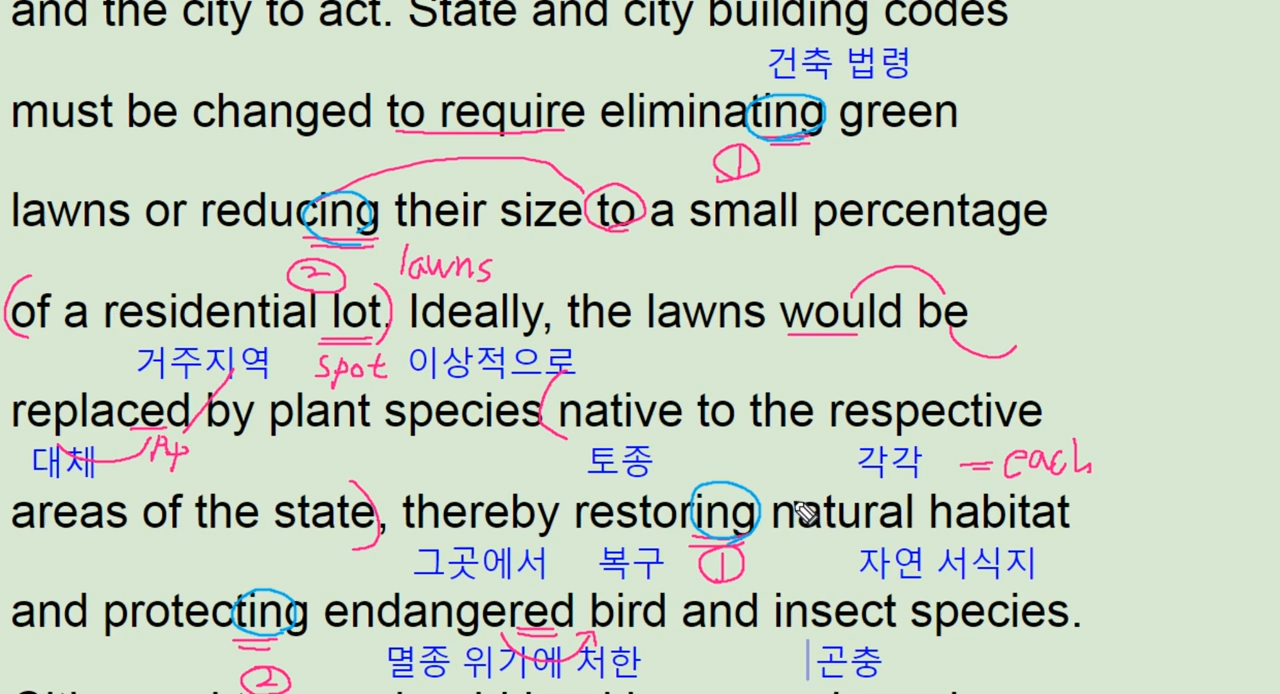 and the city to act. State and city building codes
건축 법령
must be changed to require eliminating green
①
lawns or reducing their size to a small percentage
② lawns
of a residential lot. Ideally, the lawns would be
거주지역 spot 이상적으로
replaced by plant species native to the respective
대체 pp 토종 각각 = each
areas of the state, thereby restoring natural habitat
그곳에서 복구 ① 자연 서식지
and protecting endangered bird and insect species.
② 멸종 위기에 처한 곤충